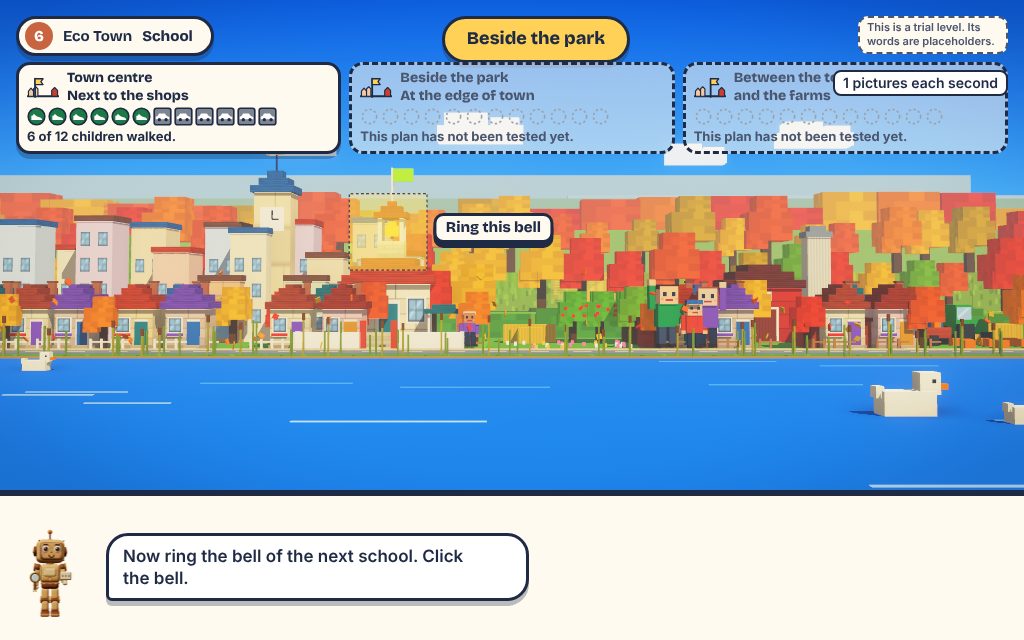 6 Eco Town School
Beside the park
This is a trial level. Its
words are placeholders.
Town centre
Next to the shops
6 of 12 children walked.
Beside the park
At the edge of town
This plan has not been tested yet.
Between the
and the farms
This plan has not been tested yet.
1 pictures each second
Ring this bell
Now ring the bell of the next school. Click
the bell.